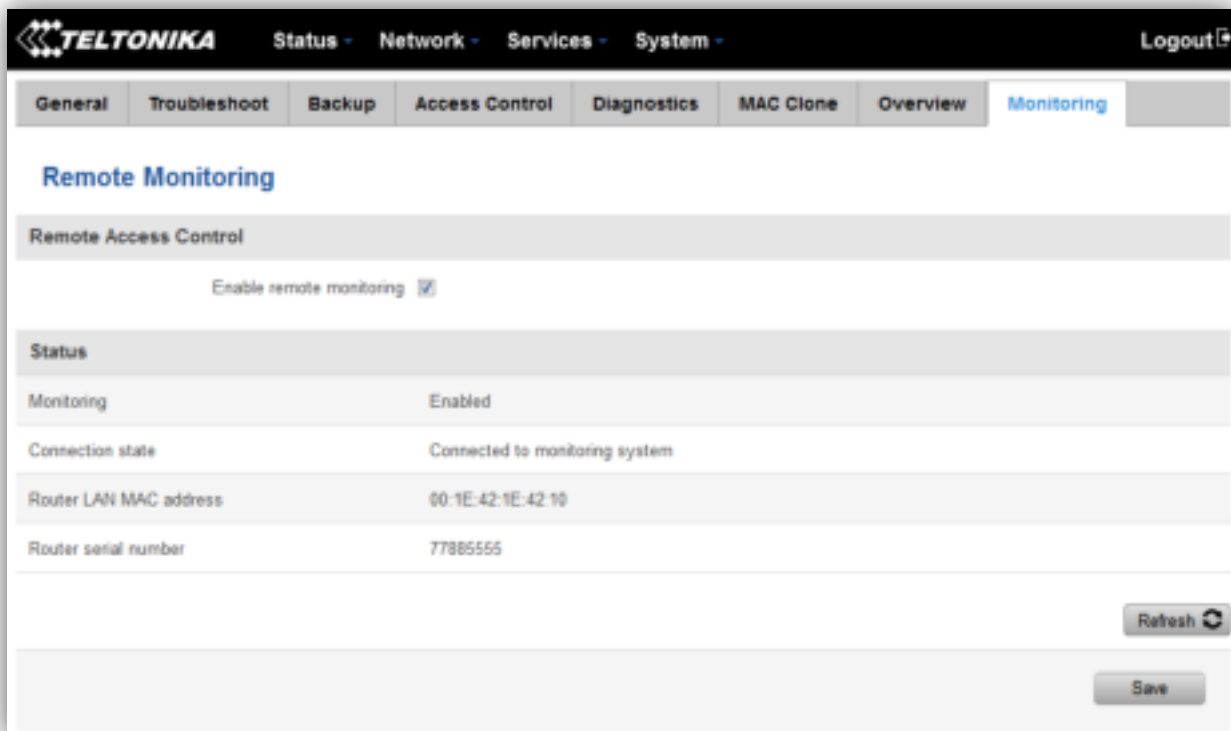 TELTONIKA Status Network Services System Logout
General Troubleshoot Backup Access Control Diagnostics MAC Clone Overview Monitoring
Remote Monitoring
Remote Access Control
Enable remote monitoring
Status
Monitoring Enabled
Connection state Connected to monitoring system
Router LAN MAC address 00:1E:42:1E:42:10
Router serial number 77885555
Refresh
Save